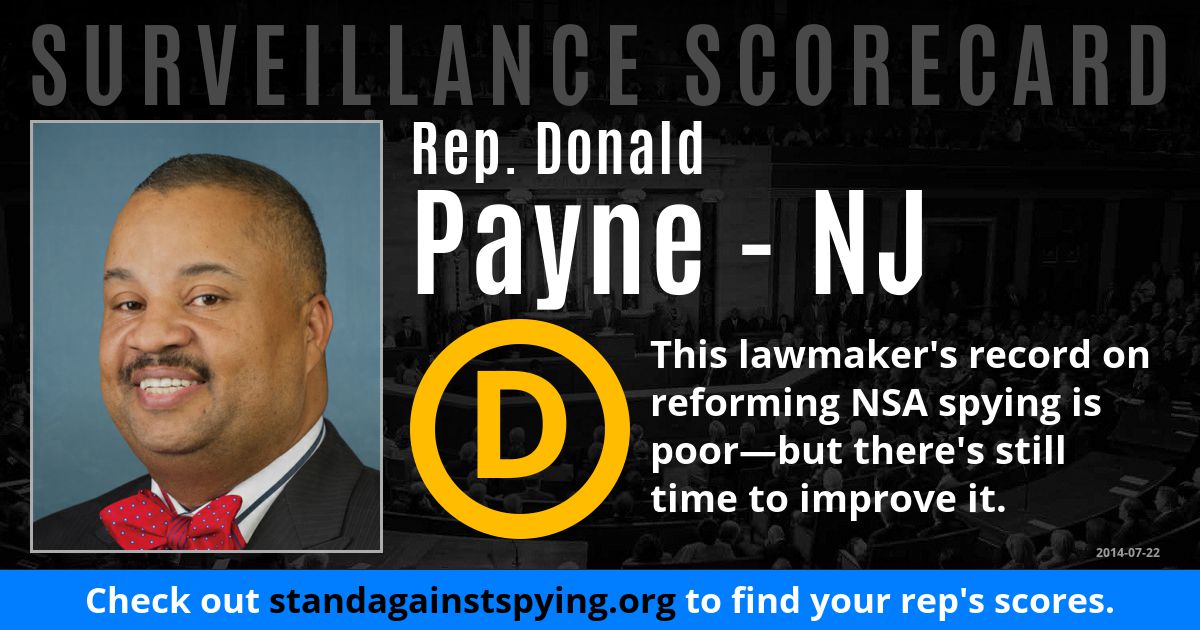 SURVEILLANCE SCORECARD
Rep. Donald
Payne - NJ
D
This lawmaker's record on
reforming NSA spying is
poor—but there's still
time to improve it.
2014-07-22
Check out standagainstspying.org to find your rep's scores.